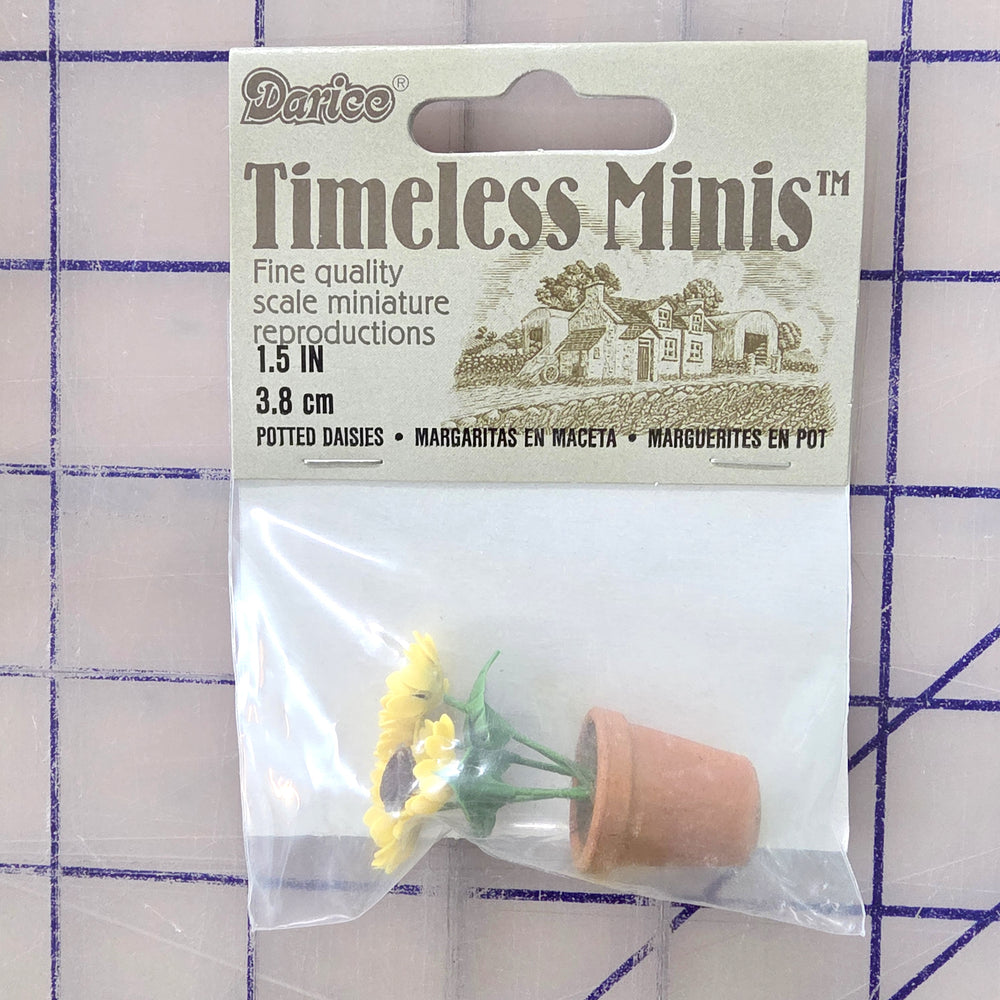 Darice®
Timeless Minis™
Fine quality
scale miniature
reproductions
1.5 IN
3.8 cm
POTTED DAISIES • MARGARITAS EN MACETA • MARGUERITES EN POT